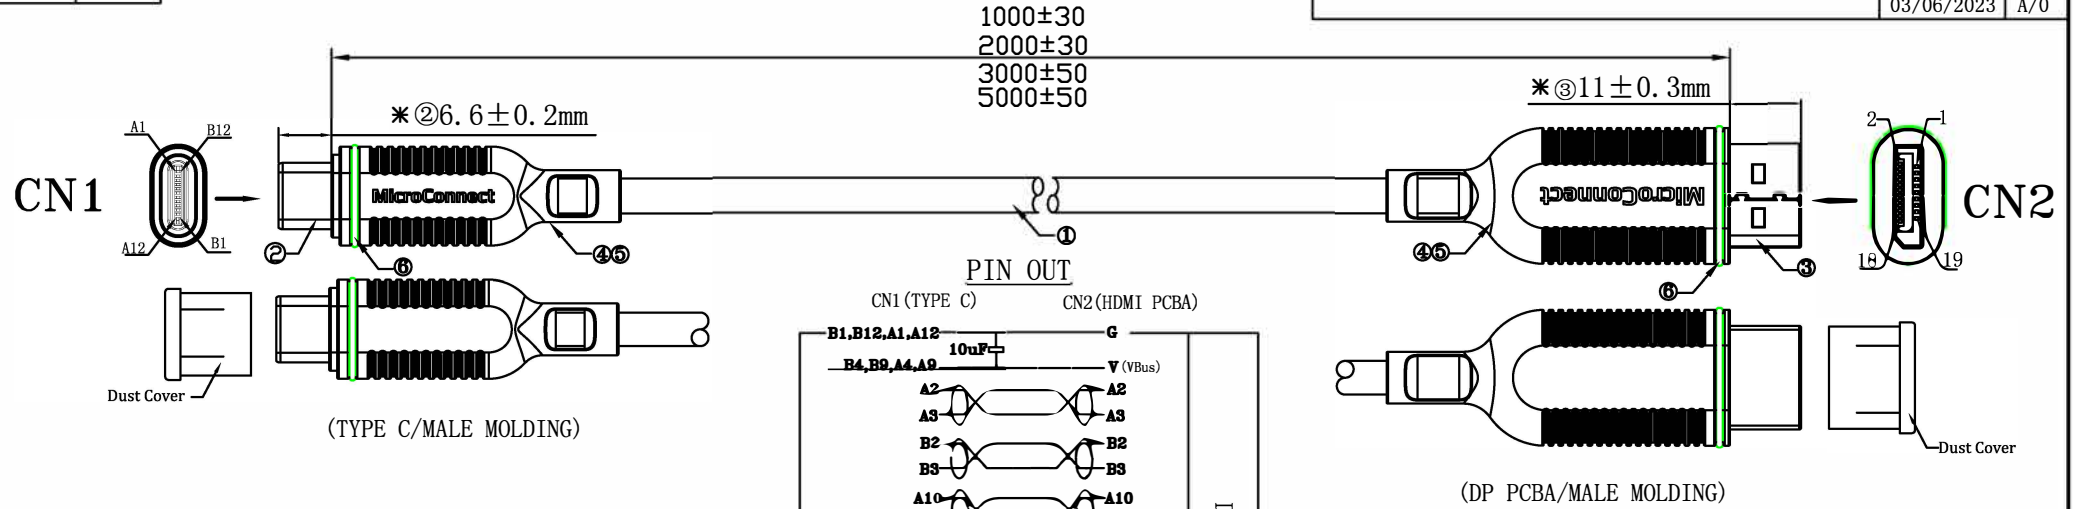 03/06/2023 A/0
1000±30
2000±30
3000±50
5000±50
※②6.6±0.2mm
※③11±0.3mm
A1 B12
2 1
CN1
MicroConnect
MicroConnect
CN2
A12 B1
②
⑥
④⑤
①
④⑤
⑥
③
18 19
PIN OUT
CN1(TYPE C) CN2(HDMI PCBA)
B1,B12,A1,A12 G
10uF
B4,B9,A4,A9 V(VBus)
A2 A2
A3 A3
B2 B2
B3 B3
A10 A10
Dust Cover
(TYPE C/MALE MOLDING)
Dust Cover
(DP PCBA/MALE MOLDING)